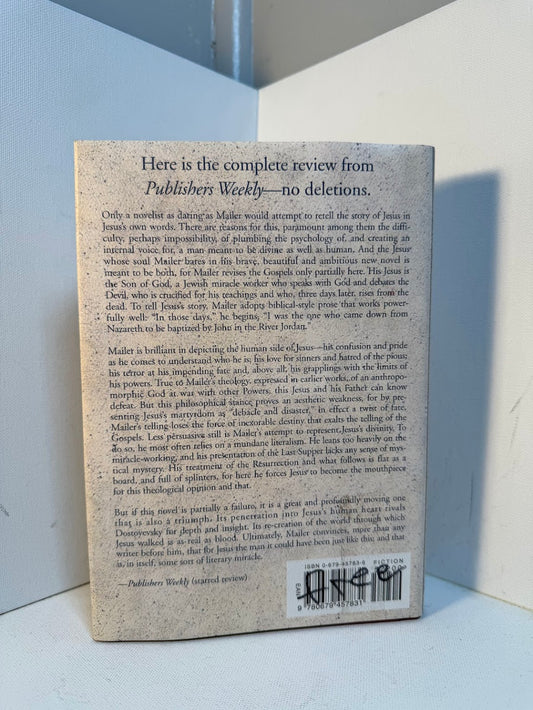 Here is the complete review from
Publishers Weekly—no deletions.
Only a novelist as daring as Mailer would attempt to retell the story of Jesus in
Jesus's own words. There are reasons for this, paramount among them the diffi-
culty, perhaps impossibility, of plumbing the psychology of, and creating an
internal voice for, a man meant to be divine as well as human. And the Jesus
whose soul Mailer bares in his brave, beautiful and ambitious new novel is
meant to be both, for Mailer revises the Gospels only partially here. His Jesus is
the Son of God, a Jewish miracle worker who speaks with God and debates the
Devil, who is crucified for his teachings and who, three days later, rises from the
dead. To tell Jesus's story, Mailer adopts biblical-style prose that works power-
fully well: "In those days," he begins, "I was the one who came down from
Nazareth to be baptized by John in the River Jordan."
Mailer is brilliant in depicting the human side of Jesus—his confusion and pride
as he comes to understand who he is; his love for sinners and hatred of the pious;
his terror at his impending fate and, above all, his grapplings with the limits of
his powers. True to Mailer's theology, expressed in earlier works, of an anthropo-
morphic God at war with other Powers, this Jesus and his Father can know
defeat. But this philosophical stance proves an aesthetic weakness, for by pre-
senting Jesus's martyrdom as "debacle and disaster," in effect a twist of fate,
Mailer's telling loses the force of inexorable destiny that exalts the telling of the
Gospels. Less persuasive still is Mailer's attempt to represent Jesus's divinity. To
do so, he most often relies on a mundane literalism. He leans too heavily on the
miracle-working, and his presentation of the Last Supper lacks any sense of mys-
tical mystery. His treatment of the Resurrection and what follows is flat as a
board, and full of splinters, for here he forces Jesus to become the mouthpiece
for this theological opinion and that.
But if this novel is partially a failure, it is a great and profoundly moving one
that is also a triumph. Its penetration into Jesus's human heart rivals
Dostoyevsky for depth and insight. Its re-creation of the world through which
Jesus walked is as real as blood. Ultimately, Mailer convinces, more than any
writer before him, that for Jesus the man it could have been just like this; and that
is, in itself, some sort of literary miracle.
—Publishers Weekly (starred review)
ISBN 0-679-45783-6 FICTION
EAN
9 780679 457831